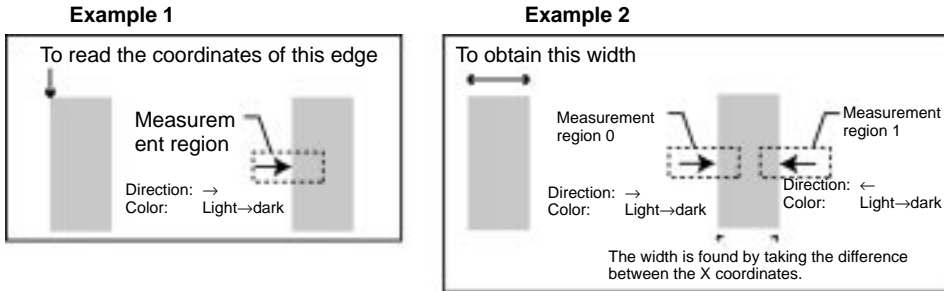 Example 1
To read the coordinates of this edge
Measurem
ent region
Direction: →
Color: Light→dark
Example 2
To obtain this width
Measurement
region 0
Measurement
region 1
Direction: →
Color: Light→dark
Direction: ←
Color: Light→dark
The width is found by taking the difference
between the X coordinates.